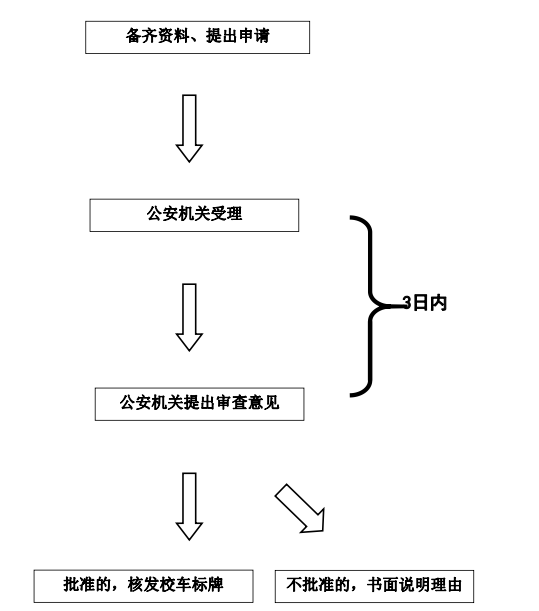 备齐资料、提出申请
公安机关受理
3日内
公安机关提出审查意见
批准的，核发校车标牌
不批准的，书面说明理由